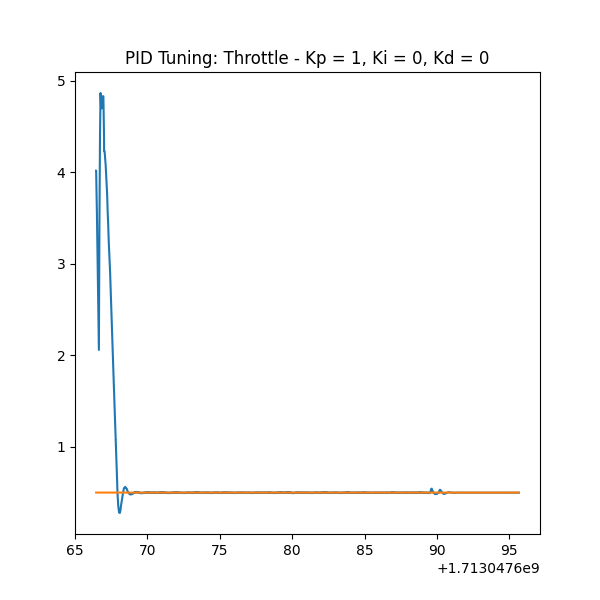 PID Tuning: Throttle - Kp = 1, Ki = 0, Kd = 0
5
4
3
2
1
65 70 75 80 85 90 95
+1.7130476e9